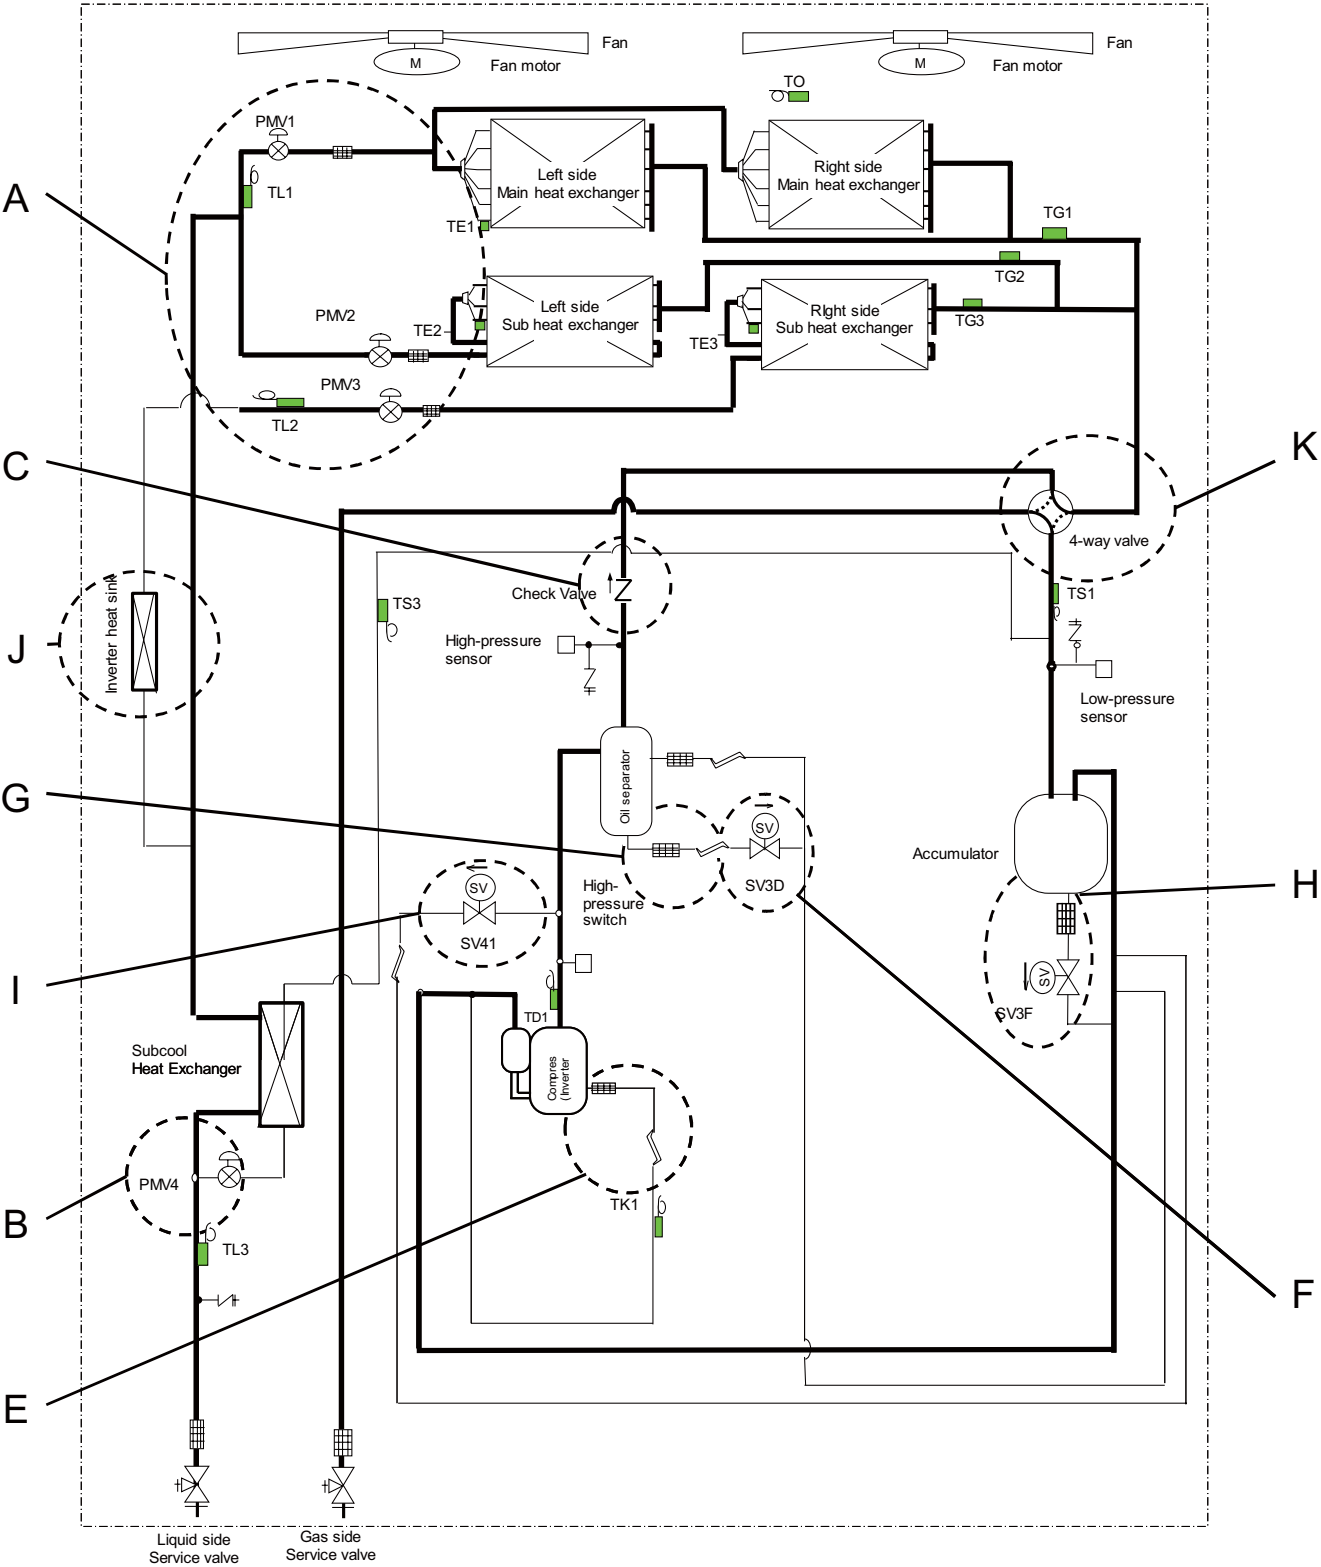 Fan
Fan
M
Fan motor
M
Fan motor
TO
PMV1
A
TL1
Left side
Main heat exchanger
Right side
Main heat exchanger
TE1
TG1
TG2
PMV2
TE2
Left side
Sub heat exchanger
TE3
RIght side
Sub heat exchanger
TG3
PMV3
TL2
C
K
4-way valve
Check Valve
TS3
TS1
Inverter heat sink
J
High-pressure
sensor
Low-pressure
sensor
Oil separator
G
SV
SV3D
Accumulator
High-
pressure
switch
H
SV
SV41
I
SV
SV3F
TD1
Compres
(Inverter
Subcool
Heat Exchanger
PMV4
TK1
B
TL3
F
E
Liquid side
Service valve
Gas side
Service valve